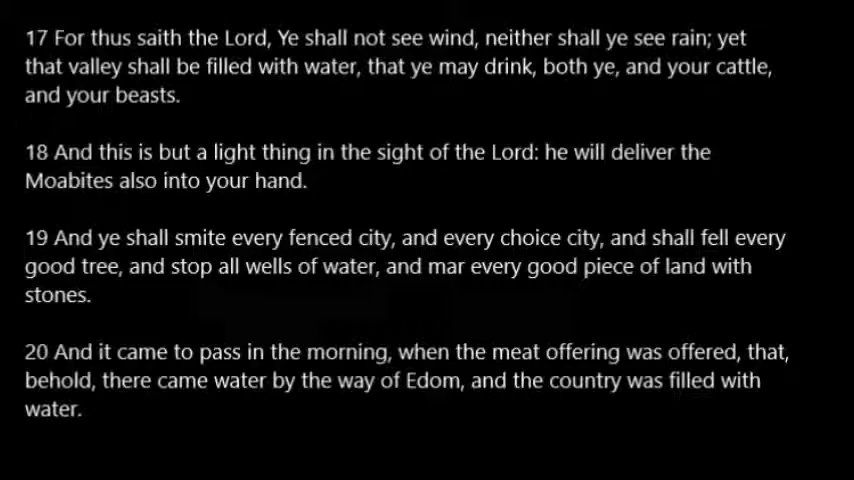 17 For thus saith the Lord, Ye shall not see wind, neither shall ye see rain; yet
that valley shall be filled with water, that ye may drink, both ye, and your cattle,
and your beasts.
18 And this is but a light thing in the sight of the Lord: he will deliver the
Moabites also into your hand.
19 And ye shall smite every fenced city, and every choice city, and shall fell every
good tree, and stop all wells of water, and mar every good piece of land with
stones.
20 And it came to pass in the morning, when the meat offering was offered, that,
behold, there came water by the way of Edom, and the country was filled with
water.